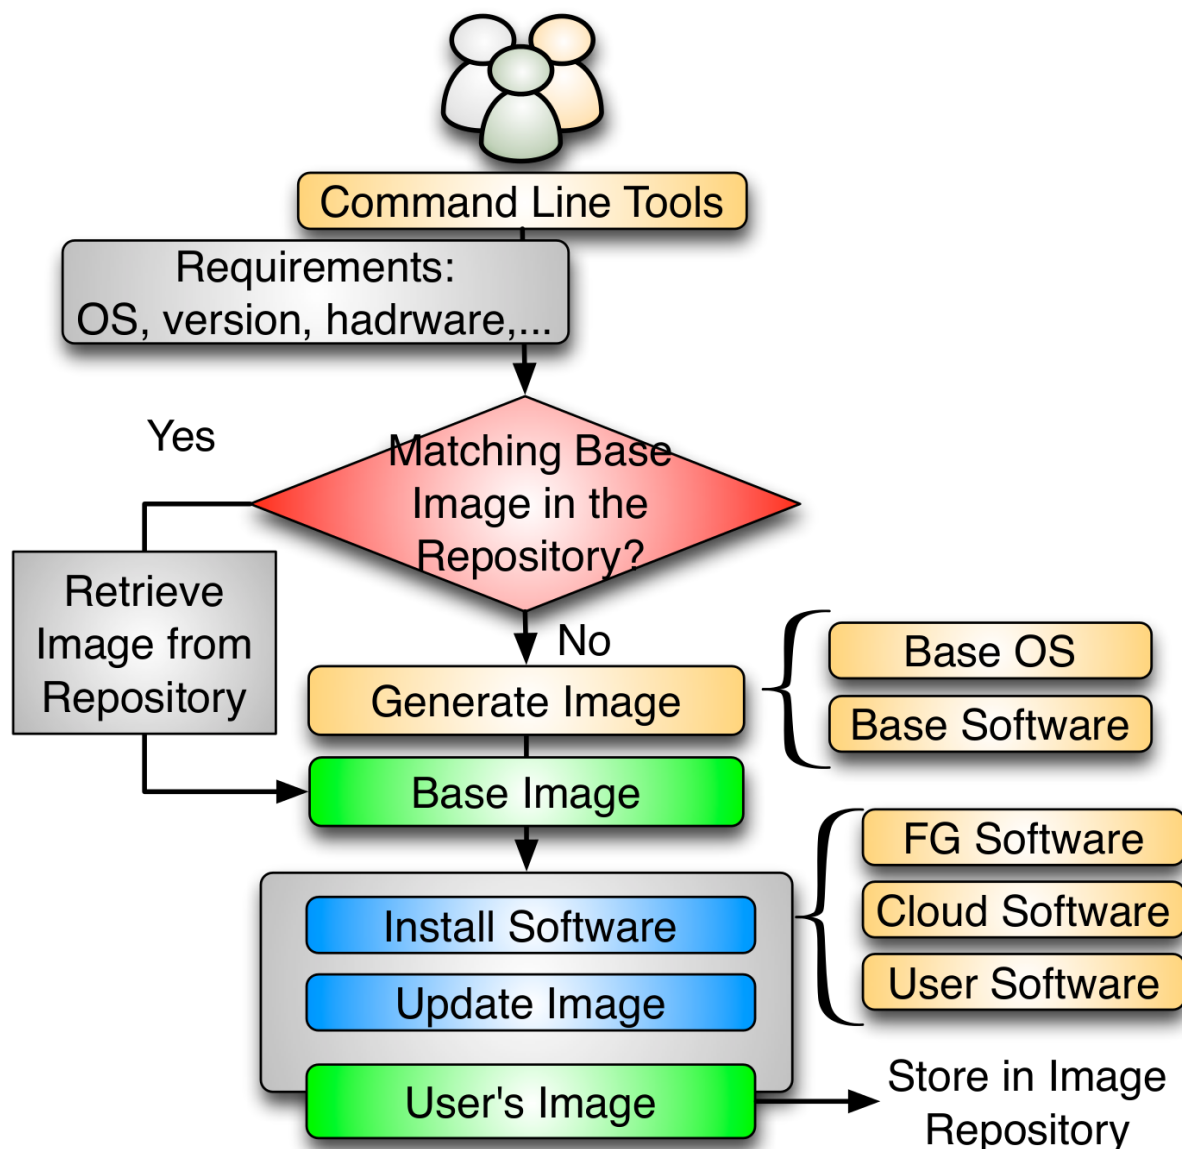 Command Line Tools
Requirements:
OS, version, hadrware,...
Yes
Matching Base
Image in the
Repository?
Retrieve
Image from
Repository
No
Generate Image
Base OS
Base Software
Base Image
FG Software
Cloud Software
User Software
Install Software
Update Image
User's Image
Store in Image
Repository